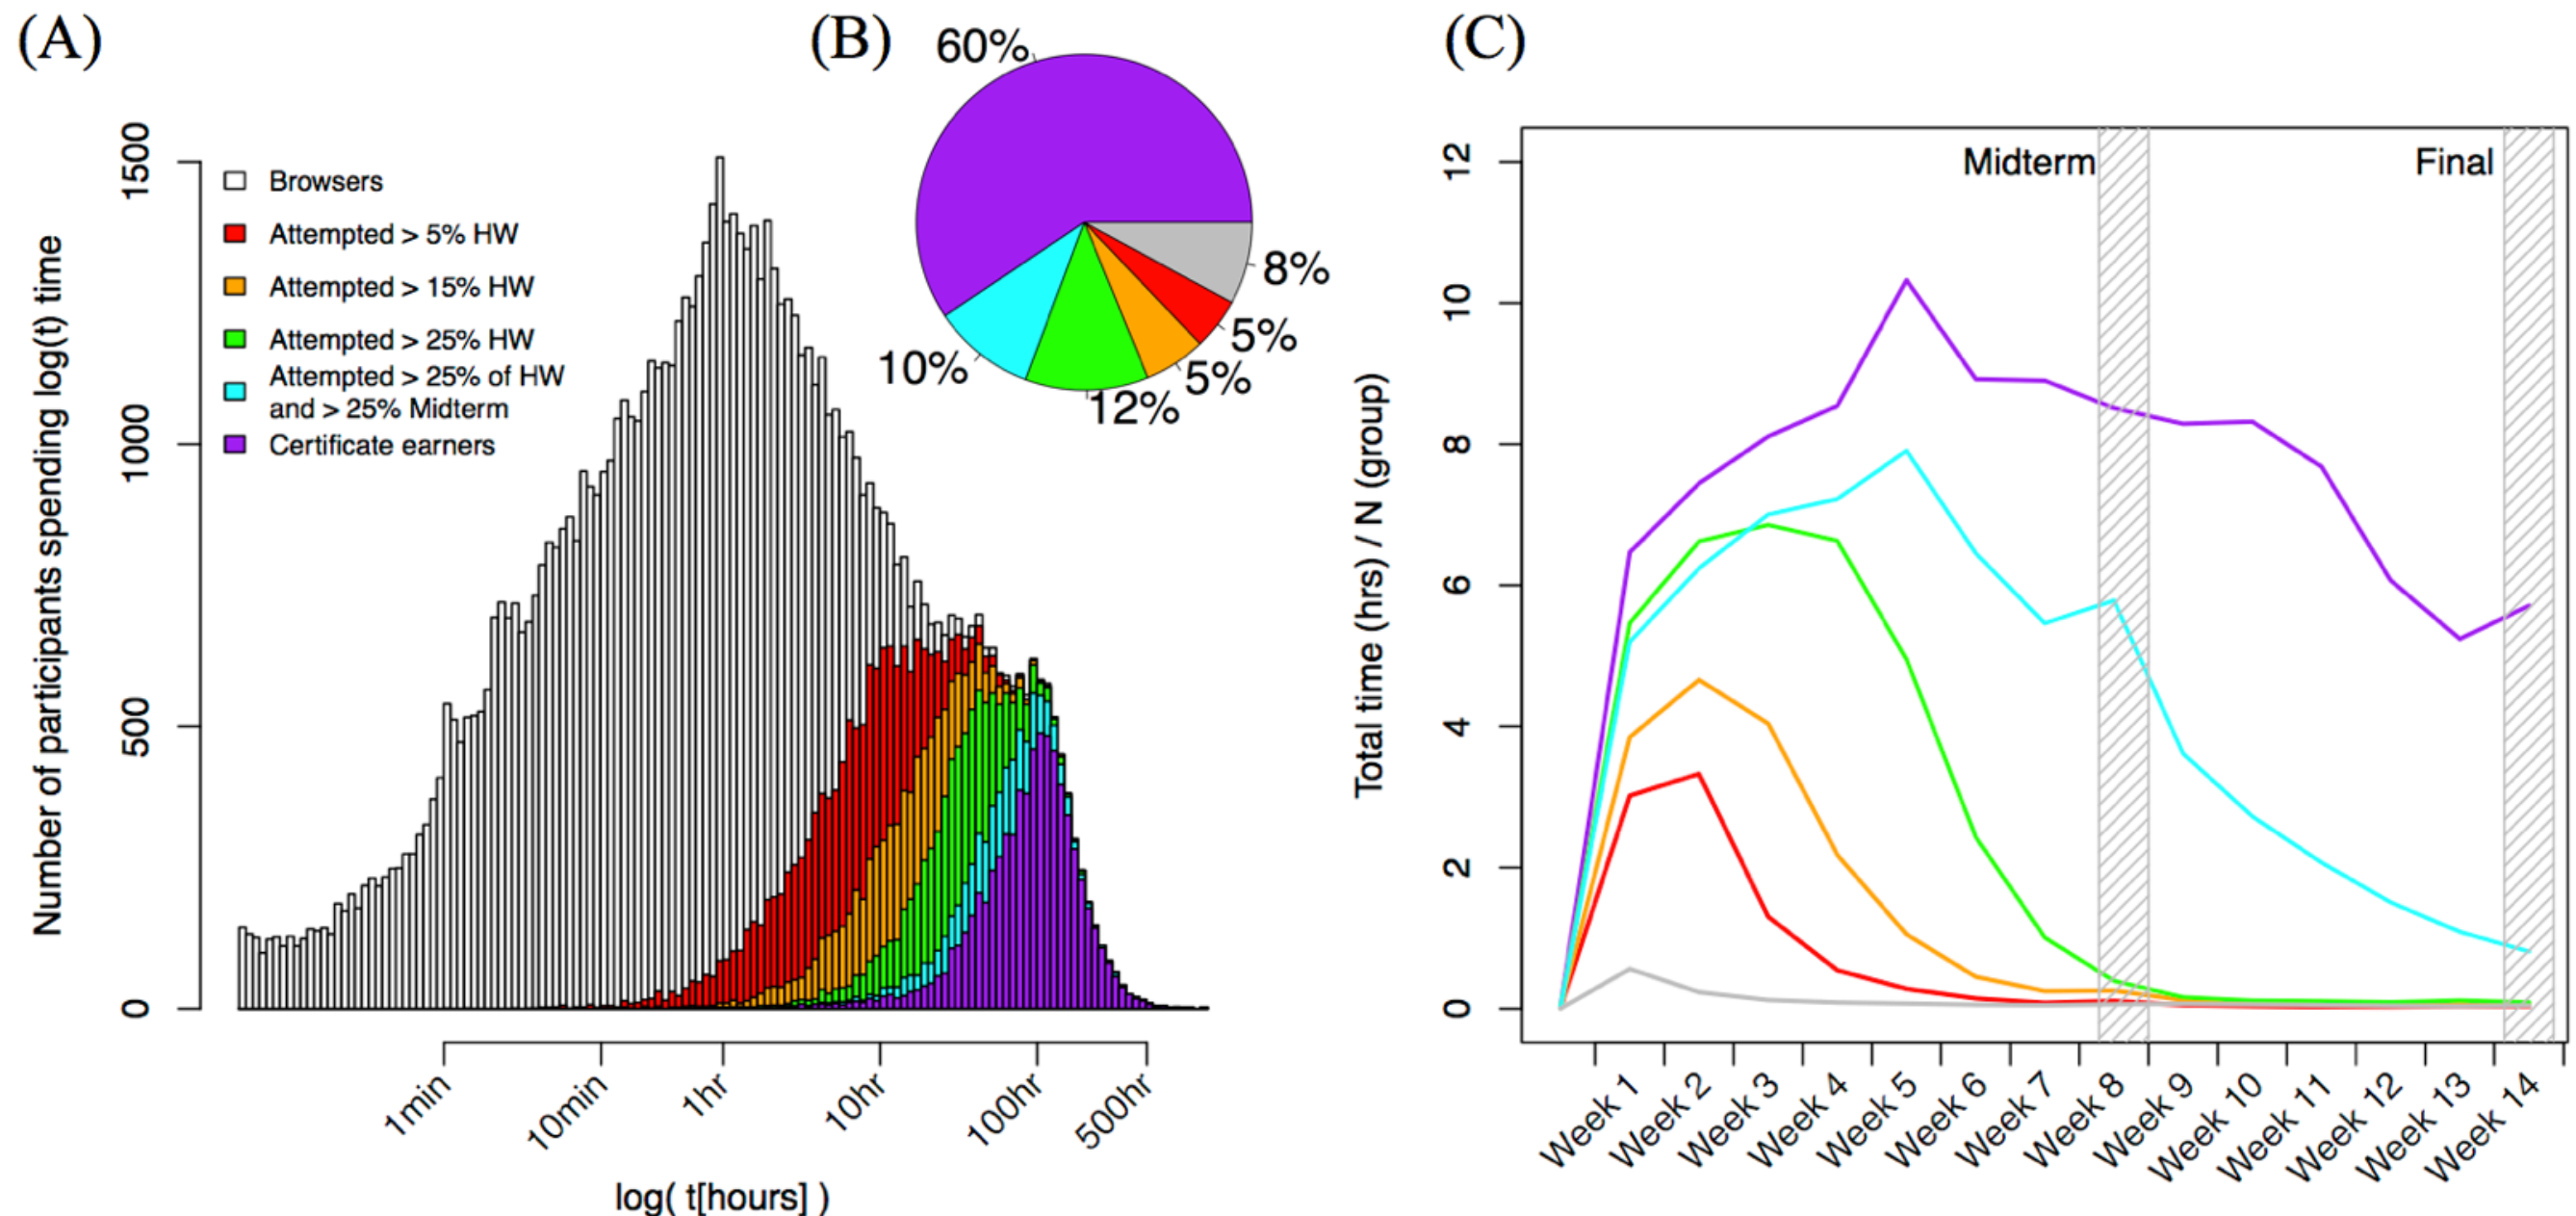 (A)
Number of participants spending log(t) time
1500
1000
500
0
Browsers
Attempted > 5% HW
Attempted > 15% HW
Attempted > 25% HW
Attempted > 25% of HW
and > 25% Midterm
Certificate earners
1min
10min
1hr
10hr
100hr
500hr
log( t[hours] )
(B)
60%
8%
5%
5%
12%
10%
(C)
Total time (hrs) / N (group)
12
10
8
6
4
2
0
Midterm
Final
Week 1
Week 2
Week 3
Week 4
Week 5
Week 6
Week 7
Week 8
Week 9
Week 10
Week 11
Week 12
Week 13
Week 14